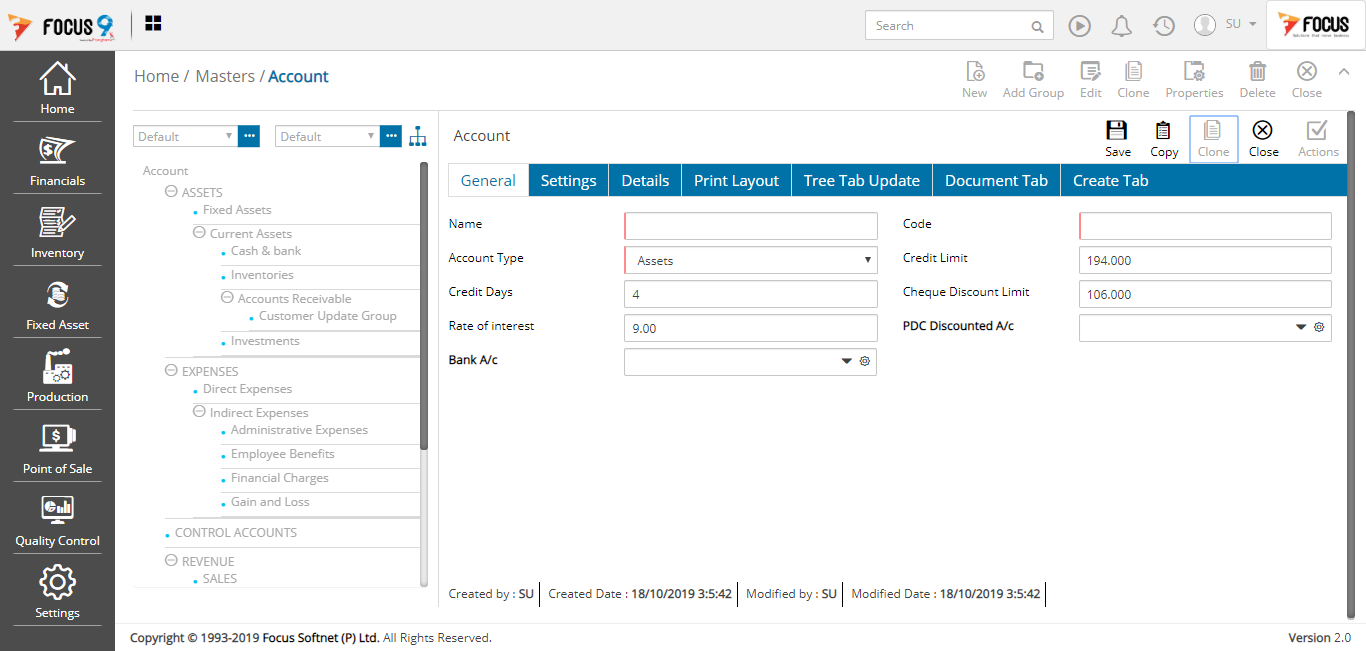 FOCUS 9
Search
SU
FOCUS
Home / Masters / Account
New
Add Group
Edit
Clone
Properties
Delete
Close
Home
Financials
Inventory
Fixed Asset
Production
Point of Sale
Quality Control
Settings
Default
Default
Account
ASSETS
Fixed Assets
Current Assets
Cash & bank
Inventories
Accounts Receivable
Customer Update Group
Investments
EXPENSES
Direct Expenses
Indirect Expenses
Administrative Expenses
Employee Benefits
Financial Charges
Gain and Loss
CONTROL ACCOUNTS
REVENUE
SALES
Account
Save
Copy
Clone
Close
Actions
General Settings Details Print Layout Tree Tab Update Document Tab Create Tab
Name
Code
Account Type Assets
Credit Limit 194.000
Credit Days 4
Cheque Discount Limit 106.000
Rate of interest 9.00
PDC Discounted A/c
Bank A/c
Created by : SU Created Date : 18/10/2019 3:5:42 Modified by : SU Modified Date : 18/10/2019 3:5:42
Copyright © 1993-2019 Focus Softnet (P) Ltd. All Rights Reserved.
Version 2.0